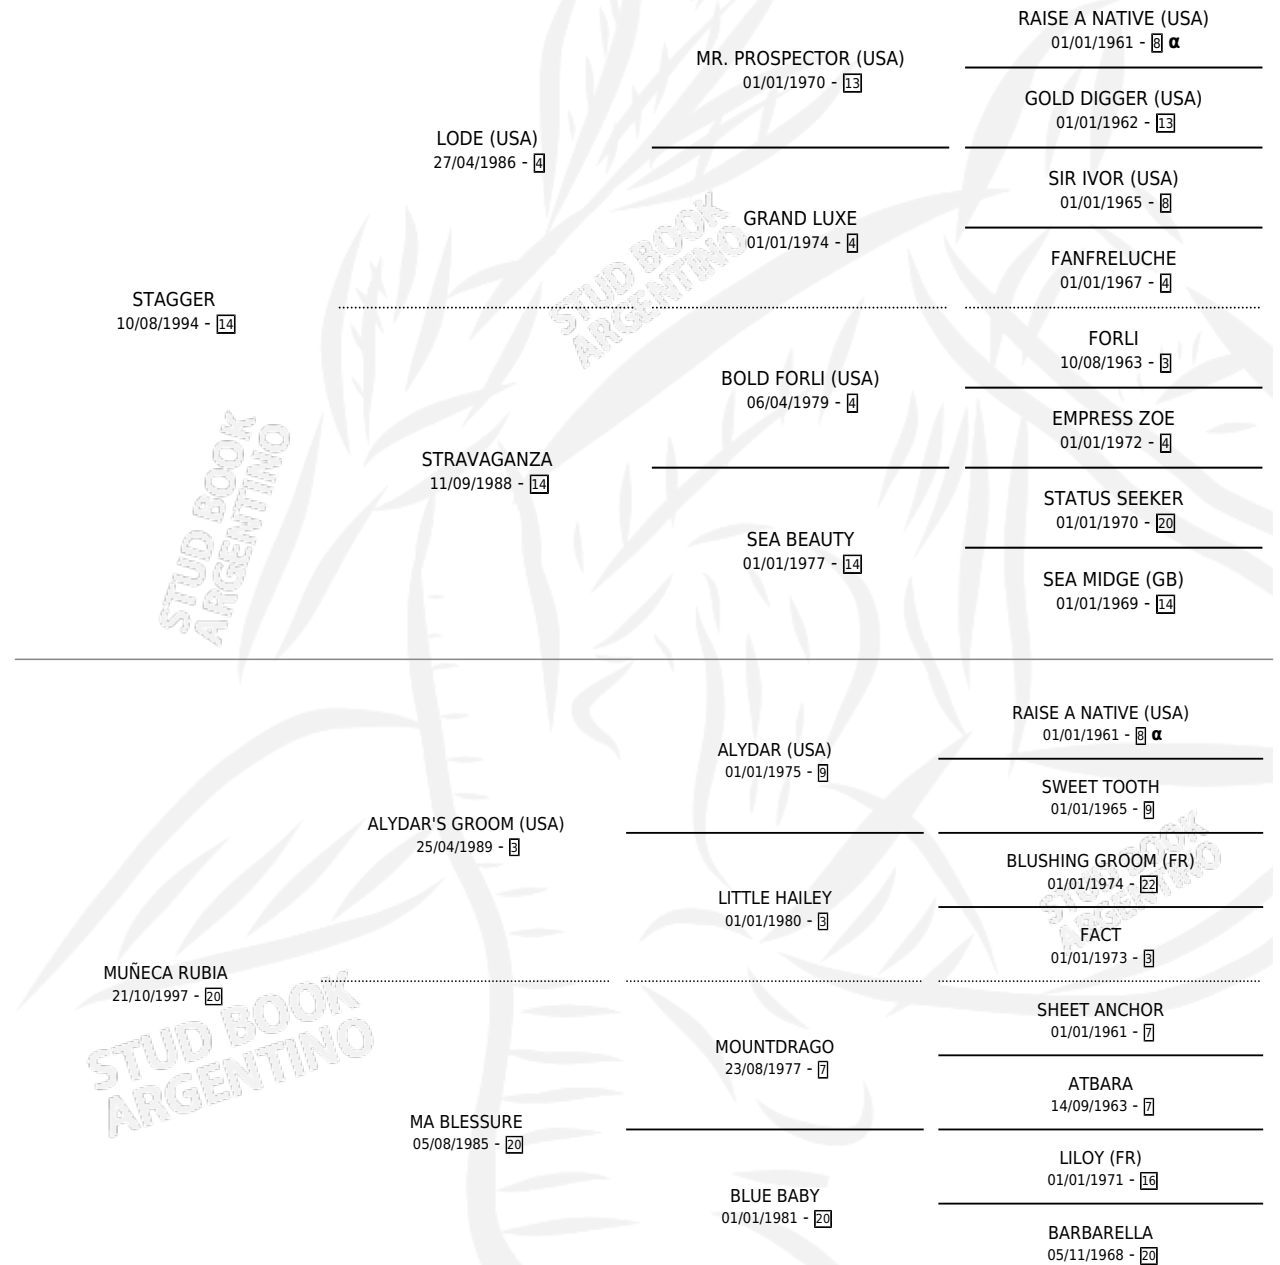 RAISE A NATIVE (USA)
01/01/1961 - 8 α
MR. PROSPECTOR (USA)
01/01/1970 - 13
GOLD DIGGER (USA)
01/01/1962 - 13
LODE (USA)
27/04/1986 - 4
SIR IVOR (USA)
01/01/1965 - 8
GRAND LUXE
01/01/1974 - 4
FANFRELUCHE
01/01/1967 - 4
STAGGER
10/08/1994 - 14
FORLI
10/08/1963 - 3
BOLD FORLI (USA)
06/04/1979 - 4
EMPRESS ZOE
01/01/1972 - 4
STRAVAGANZA
11/09/1988 - 14
STATUS SEEKER
01/01/1970 - 20
SEA BEAUTY
01/01/1977 - 14
SEA MIDGE (GB)
01/01/1969 - 14
STUD BOOK
ARGENTINO
STUD BOOK
ARGENTINO
RAISE A NATIVE (USA)
01/01/1961 - 8 α
ALYDAR (USA)
01/01/1975 - 9
SWEET TOOTH
01/01/1965 - 9
ALYDAR'S GROOM (USA)
25/04/1989 - 3
BLUSHING GROOM (FR)
01/01/1974 - 22
LITTLE HAILEY
01/01/1980 - 3
FACT
01/01/1973 - 3
MUÑECA RUBIA
21/10/1997 - 20
SHEET ANCHOR
01/01/1961 - 7
MOUNTDRAGO
23/08/1977 - 7
ATBARA
14/09/1963 - 7
MA BLESSURE
05/08/1985 - 20
LILOY (FR)
01/01/1971 - 16
BLUE BABY
01/01/1981 - 20
BARBARELLA
05/11/1968 - 20
STUD BOOK
ARGENTINO
STUD BOOK
ARGENTINO